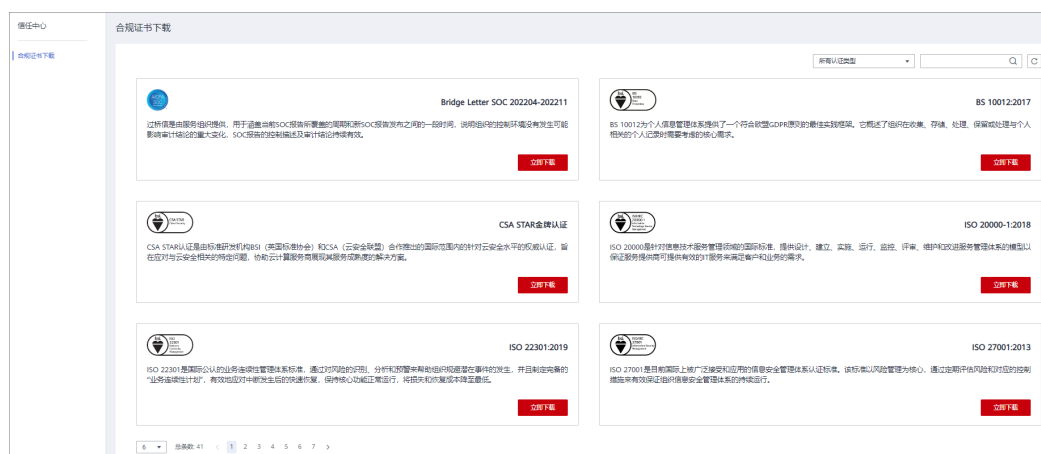 信任中心
合规证书下载
合规证书下载
所有认证类型
Bridge Letter SOC 202204-202211
过桥信是由服务组织提供，用于涵盖当前SOC报告所覆盖的周期和新SOC报告发布之间的一段时间，说明组织的控制环境没有发生可能
影响审计结论的重大变化，SOC报告的控制描述及审计结论持续有效。
立即下载
BS 10012:2017
BS 10012为个人信息管理体系提供了一个符合欧盟GDPR原则的最佳实践框架。它概述了组织在收集、存储、处理、保留或处理与个人
相关的个人记录时需要考虑的核心需求。
立即下载
CSA STAR金牌认证
CSA STAR认证是由标准研发机构BSI（英国标准协会）和CSA（云安全联盟）合作推出的国际范围内的针对云安全水平的权威认证，旨
在应对与云安全相关的特定问题，协助云计算服务商展现其服务成熟度的解决方案。
立即下载
ISO 20000-1:2018
ISO 20000是针对信息技术服务管理领域的国际标准，提供设计、建立、实施、运行、监控、评审、维护和改进服务管理体系的模型以
保证服务提供商可提供有效的IT服务来满足客户和业务的需求。
立即下载
ISO 22301:2019
ISO 22301是国际公认的业务连续性管理体系标准，通过对风险的识别、分析和预警来帮助组织规避潜在事件的发生，并且制定完善的
“业务连续性计划”，有效地应对中断发生后的快速恢复，保持核心功能正常运行，将损失和恢复成本降至最低。
立即下载
ISO 27001:2013
ISO 27001是目前国际上被广泛接受和应用的信息安全管理体系认证标准。该标准以风险管理为核心，通过定期评估风险和对应的控制
措施来有效保证组织信息安全管理体系的持续运行。
立即下载
6 总条数: 41 < 1 2 3 4 5 6 7 >